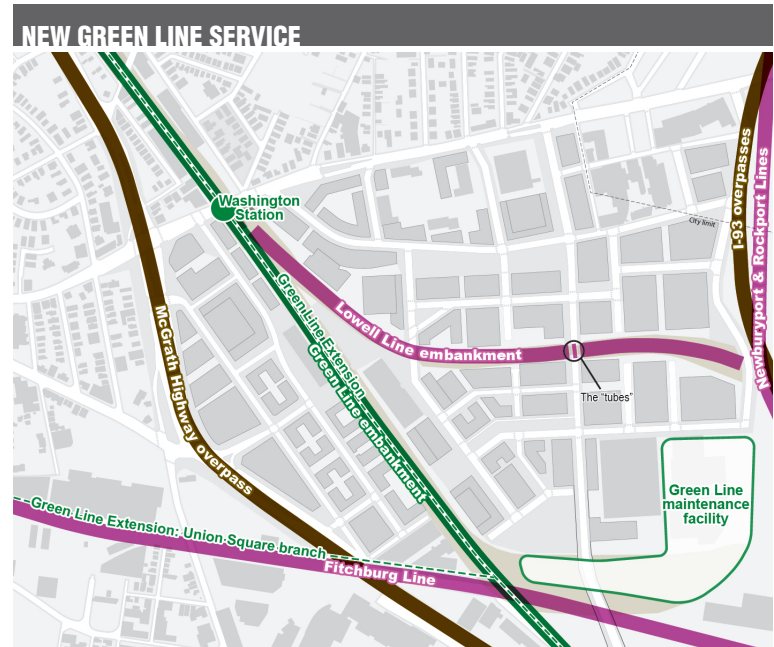 NEW GREEN LINE SERVICE
Washington
Station
City limit
I-93 overpasses
Newburyport & Rockport Lines
McGrath Highway overpass
Green Line Extension
Green Line embankment
Lowell Line embankment
The "tubes"
Green Line
maintenance
facility
Green Line Extension: Union Square branch
Fitchburg Line